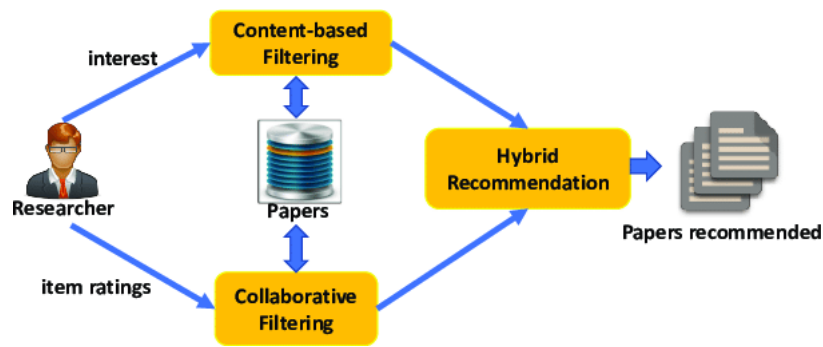 Content-based
Filtering
interest
Hybrid
Recommendation
Researcher
Papers
Papers recommended
item ratings
Collaborative
Filtering